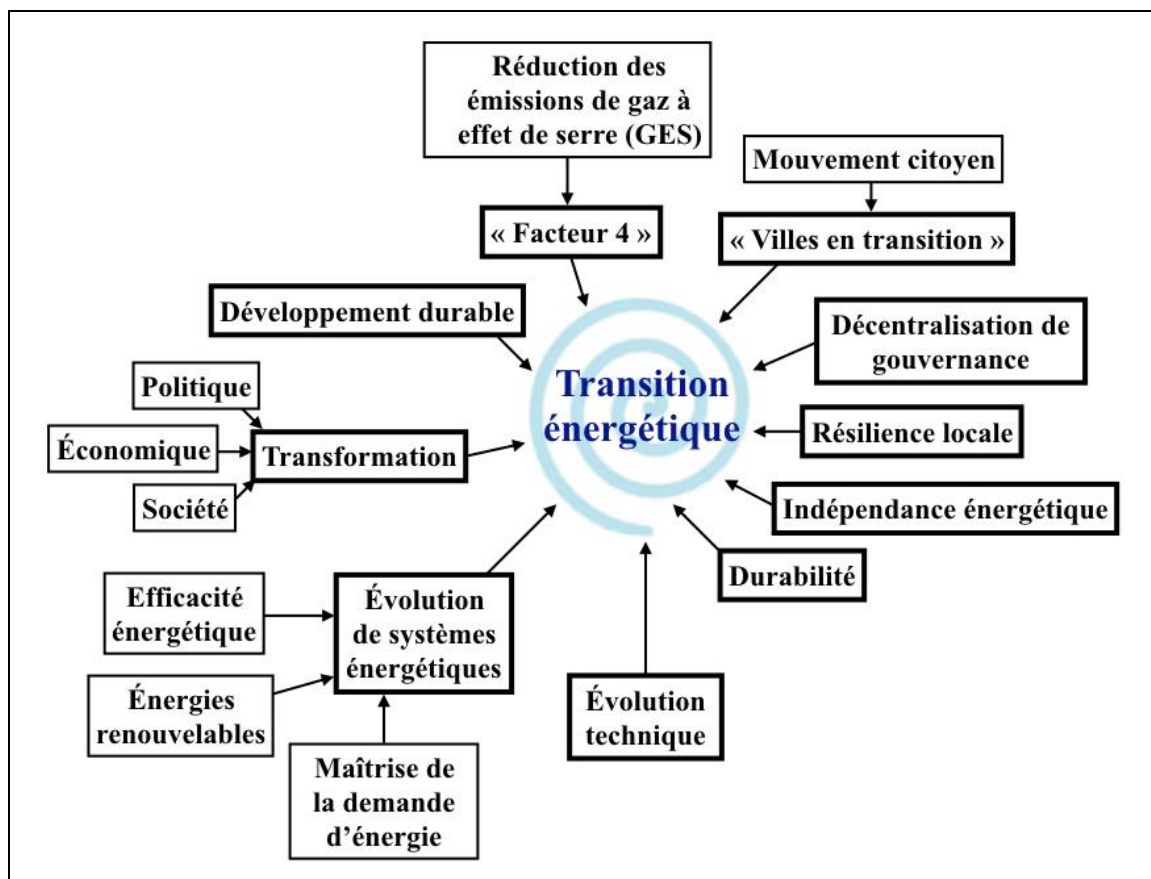 Réduction des
émissions de gaz à
effet de serre (GES)
Mouvement citoyen
« Facteur 4 »
« Villes en transition »
Développement durable
Décentralisation de
gouvernance
Transition
énergétique
Politique
Économique
Transformation
Société
Résilience locale
Indépendance énergétique
Durabilité
Efficacité
énergétique
Évolution
de systèmes
énergétiques
Énergies
renouvelables
Évolution
technique
Maîtrise de
la demande
d’énergie